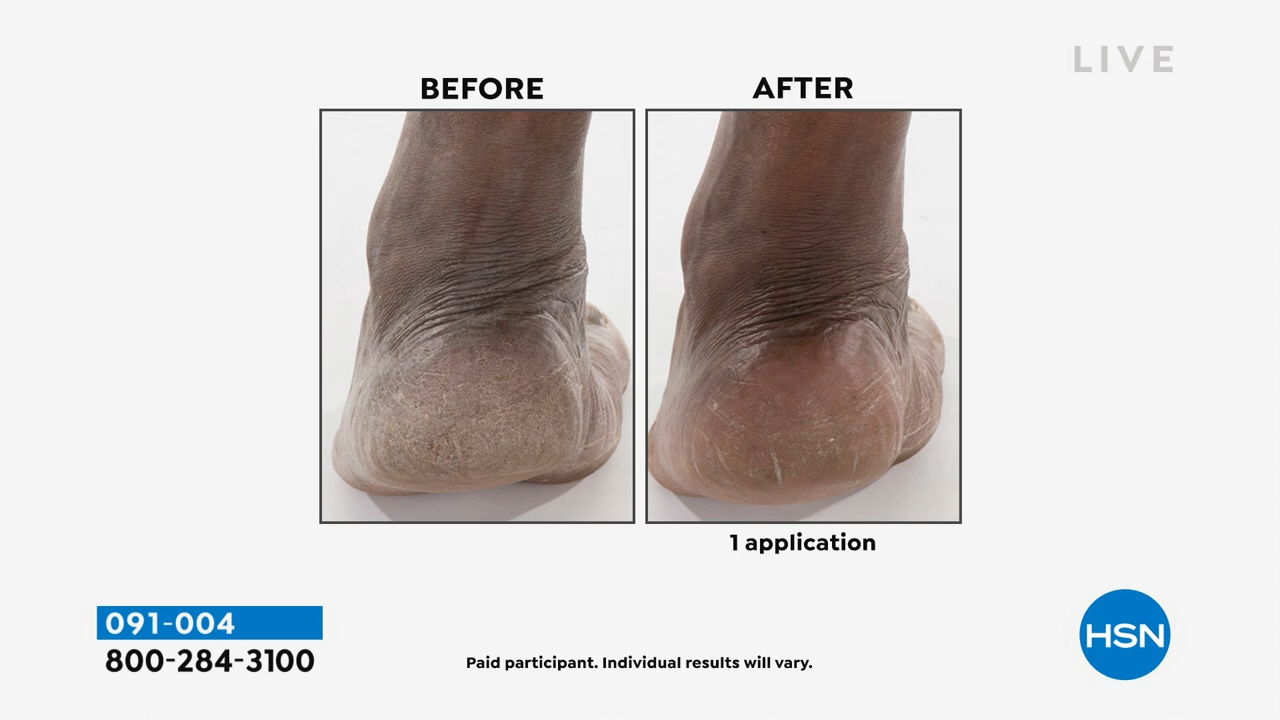 LIVE
BEFORE
AFTER
1 application
091-004
800-284-3100
Paid participant. Individual results will vary.
HSN